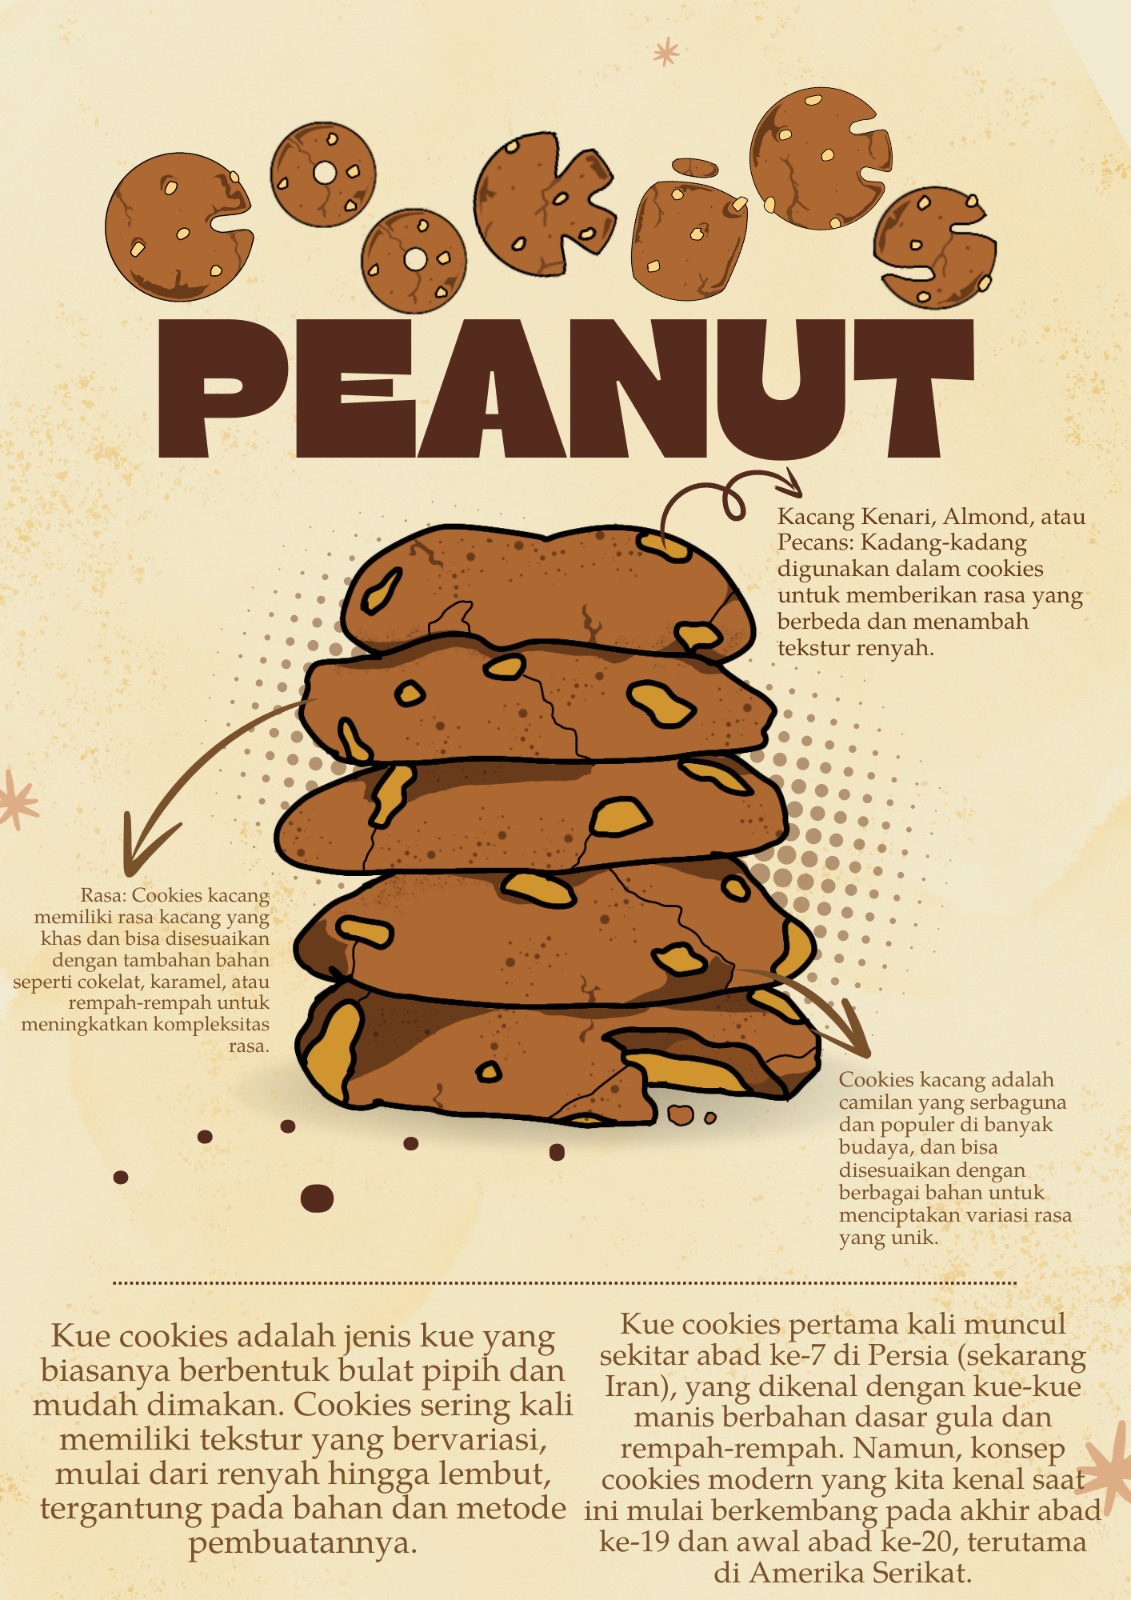 COOKIES
PEANUT
Kacang Kenari, Almond, atau
Pecans: Kadang-kadang
digunakan dalam cookies
untuk memberikan rasa yang
berbeda dan menambah
tekstur renyah.
Rasa: Cookies kacang
memiliki rasa kacang yang
khas dan bisa disesuaikan
dengan tambahan bahan
seperti cokelat, karamel, atau
rempah-rempah untuk
meningkatkan kompleksitas
rasa.
Cookies kacang adalah
camilan yang serbaguna
dan populer di banyak
budaya, dan bisa
disesuaikan dengan
berbagai bahan untuk
menciptakan variasi rasa
yang unik.
Kue cookies adalah jenis kue yang
biasanya berbentuk bulat pipih dan
mudah dimakan. Cookies sering kali
memiliki tekstur yang bervariasi,
mulai dari renyah hingga lembut,
tergantung pada bahan dan metode
pembuatannya.
Kue cookies pertama kali muncul
sekitar abad ke-7 di Persia (sekarang
Iran), yang dikenal dengan kue-kue
manis berbahan dasar gula dan
rempah-rempah. Namun, konsep
cookies modern yang kita kenal saat
ini mulai berkembang pada akhir abad
ke-19 dan awal abad ke-20, terutama
di Amerika Serikat.